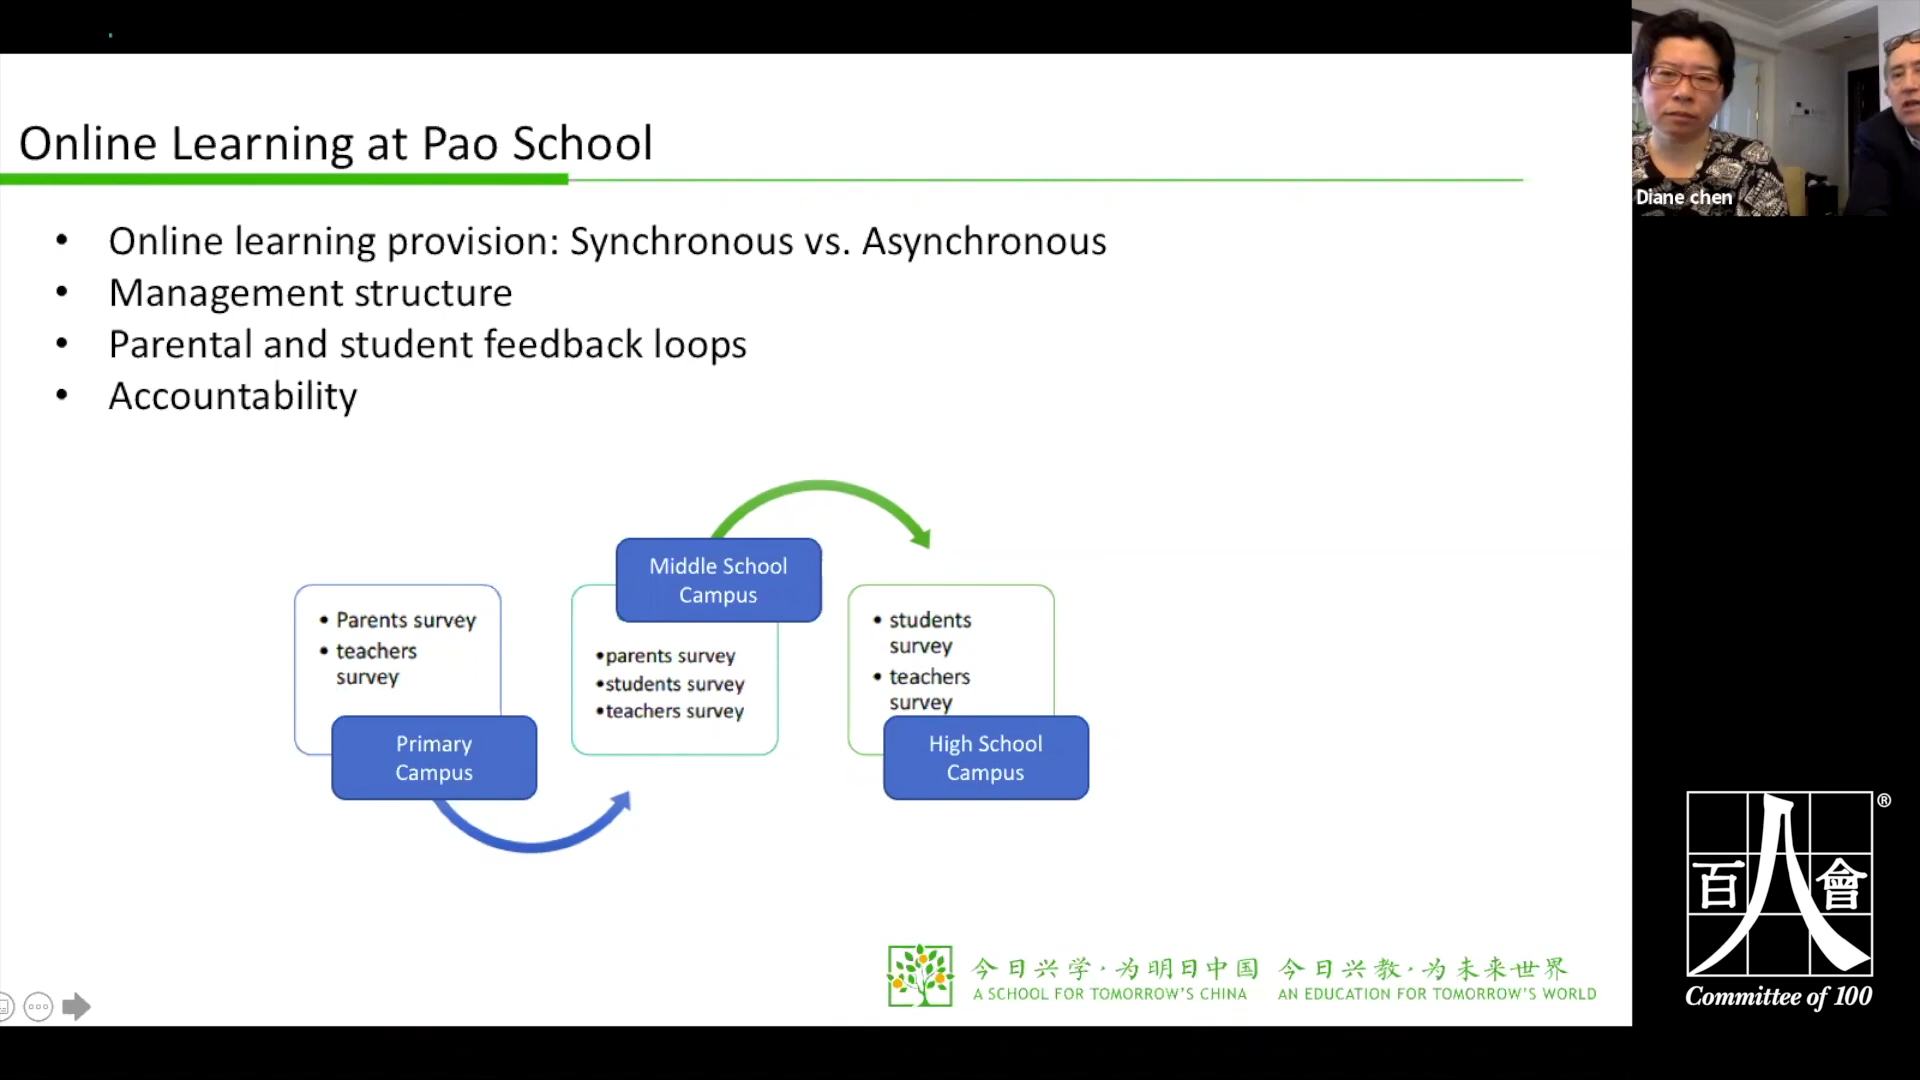 Online Learning at Pao School
• Online learning provision: Synchronous vs. Asynchronous
• Management structure
• Parental and student feedback loops
• Accountability
• Parents survey
• teachers
survey
Primary
Campus
Middle School
Campus
•parents survey
•students survey
•teachers survey
• students
survey
• teachers
survey
High School
Campus
今日兴学·为明日中国 今日兴教·为未来世界
A SCHOOL FOR TOMORROW'S CHINA AN EDUCATION FOR TOMORROW'S WORLD
Diane chen
百人會®
Committee of 100